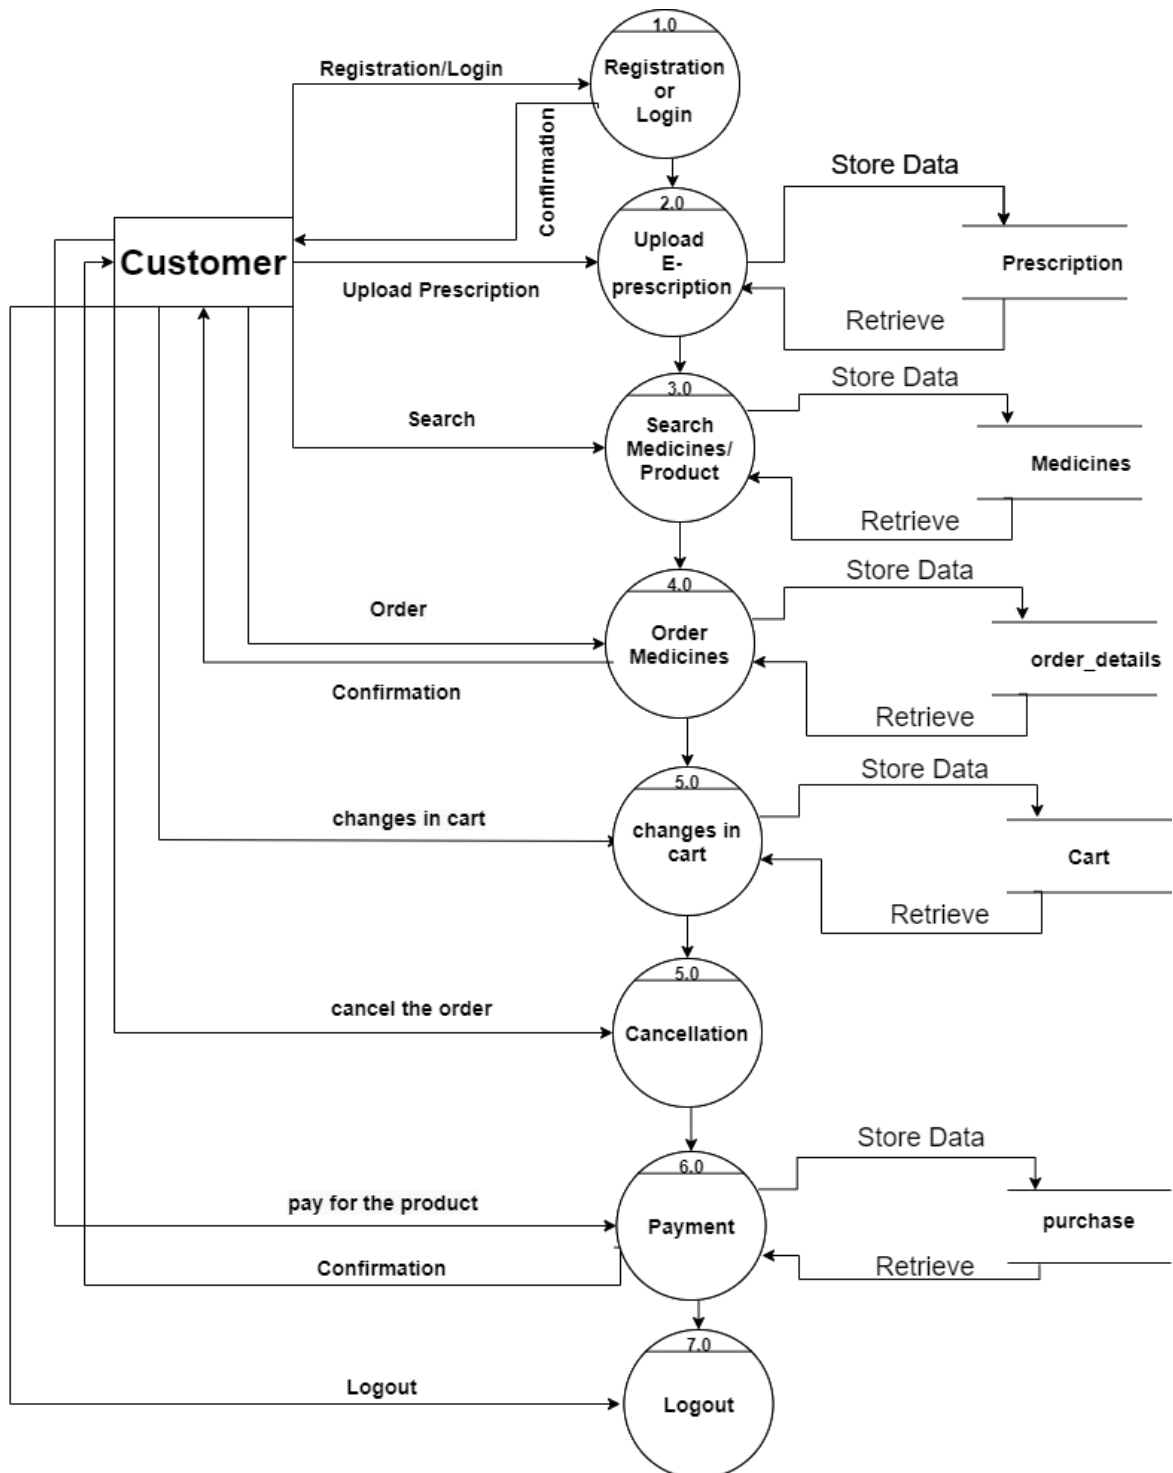 1.0
Registration/Login
Registration
or
Login
Confirmation
Store Data
2.0
Customer
Upload
E-
prescription
Prescription
Upload Prescription
Retrieve
Store Data
3.0
Search
Search
Medicines/
Product
Medicines
Retrieve
Store Data
4.0
Order
Order
Medicines
order_details
Confirmation
Retrieve
Store Data
5.0
changes in cart
changes in
cart
Cart
Retrieve
5.0
cancel the order
Cancellation
Store Data
6.0
pay for the product
Payment
purchase
Confirmation
Retrieve
7.0
Logout
Logout